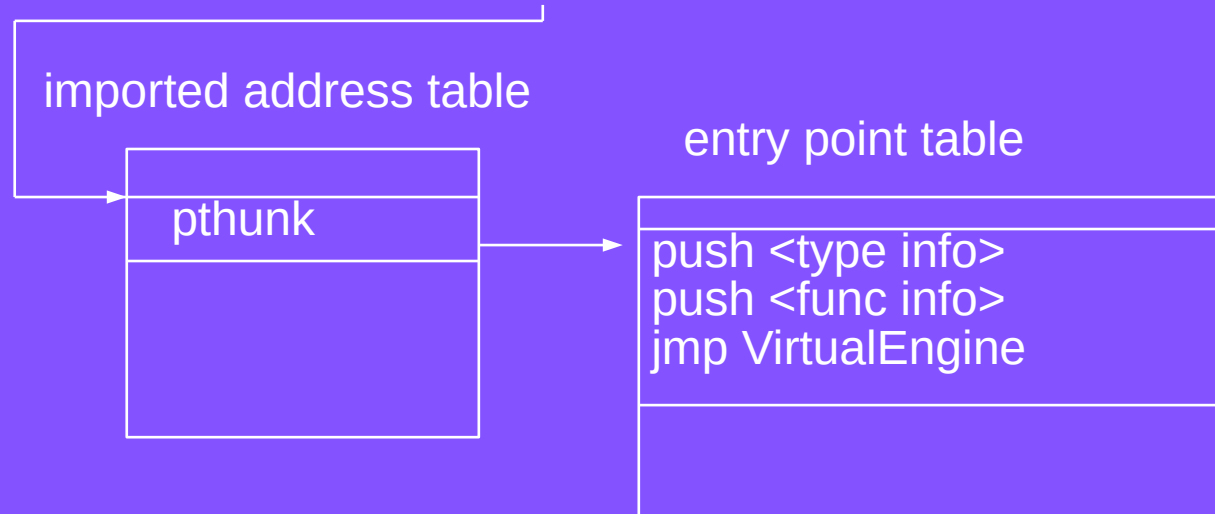 imported address table
entry point table
pthunk
push <type info>
push <func info>
jmp VirtualEngine